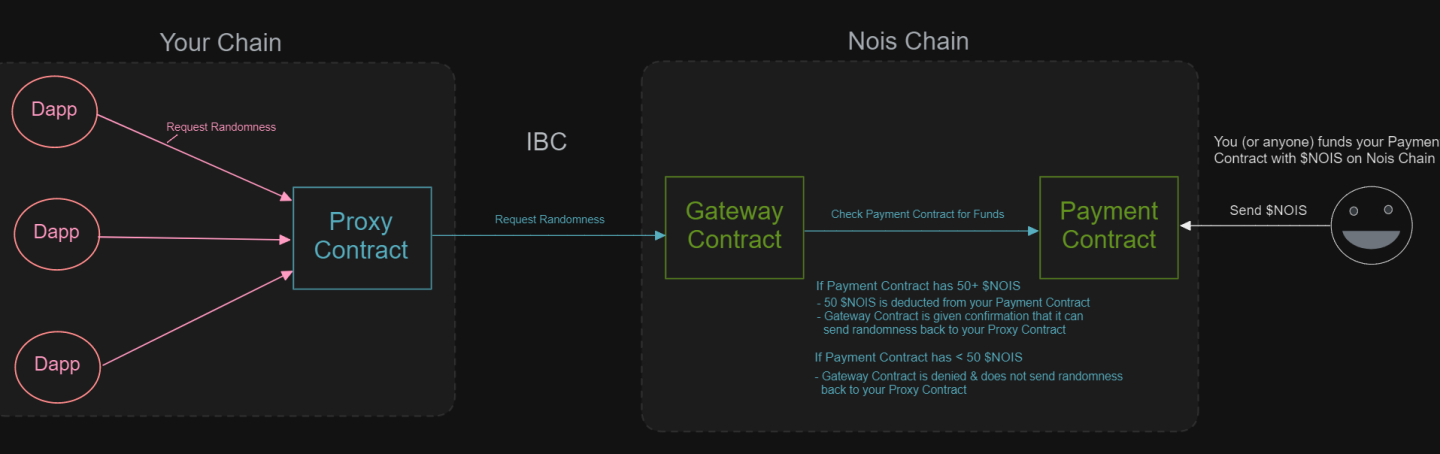 Your Chain
Nois Chain
Dapp
Request Randomness
IBC
You (or anyone) funds your Paymen
Contract with $NOIS on Nois Chain
Dapp
Proxy
Contract
Request Randomness
Gateway
Contract
Check Payment Contract for Funds
Payment
Contract
Send $NOIS
If Payment Contract has 50+ $NOIS
- 50 $NOIS is deducted from your Payment Contract
- Gateway Contract is given confirmation that it can
send randomness back to your Proxy Contract
Dapp
If Payment Contract has < 50 $NOIS
- Gateway Contract is denied & does not send randomness
back to your Proxy Contract